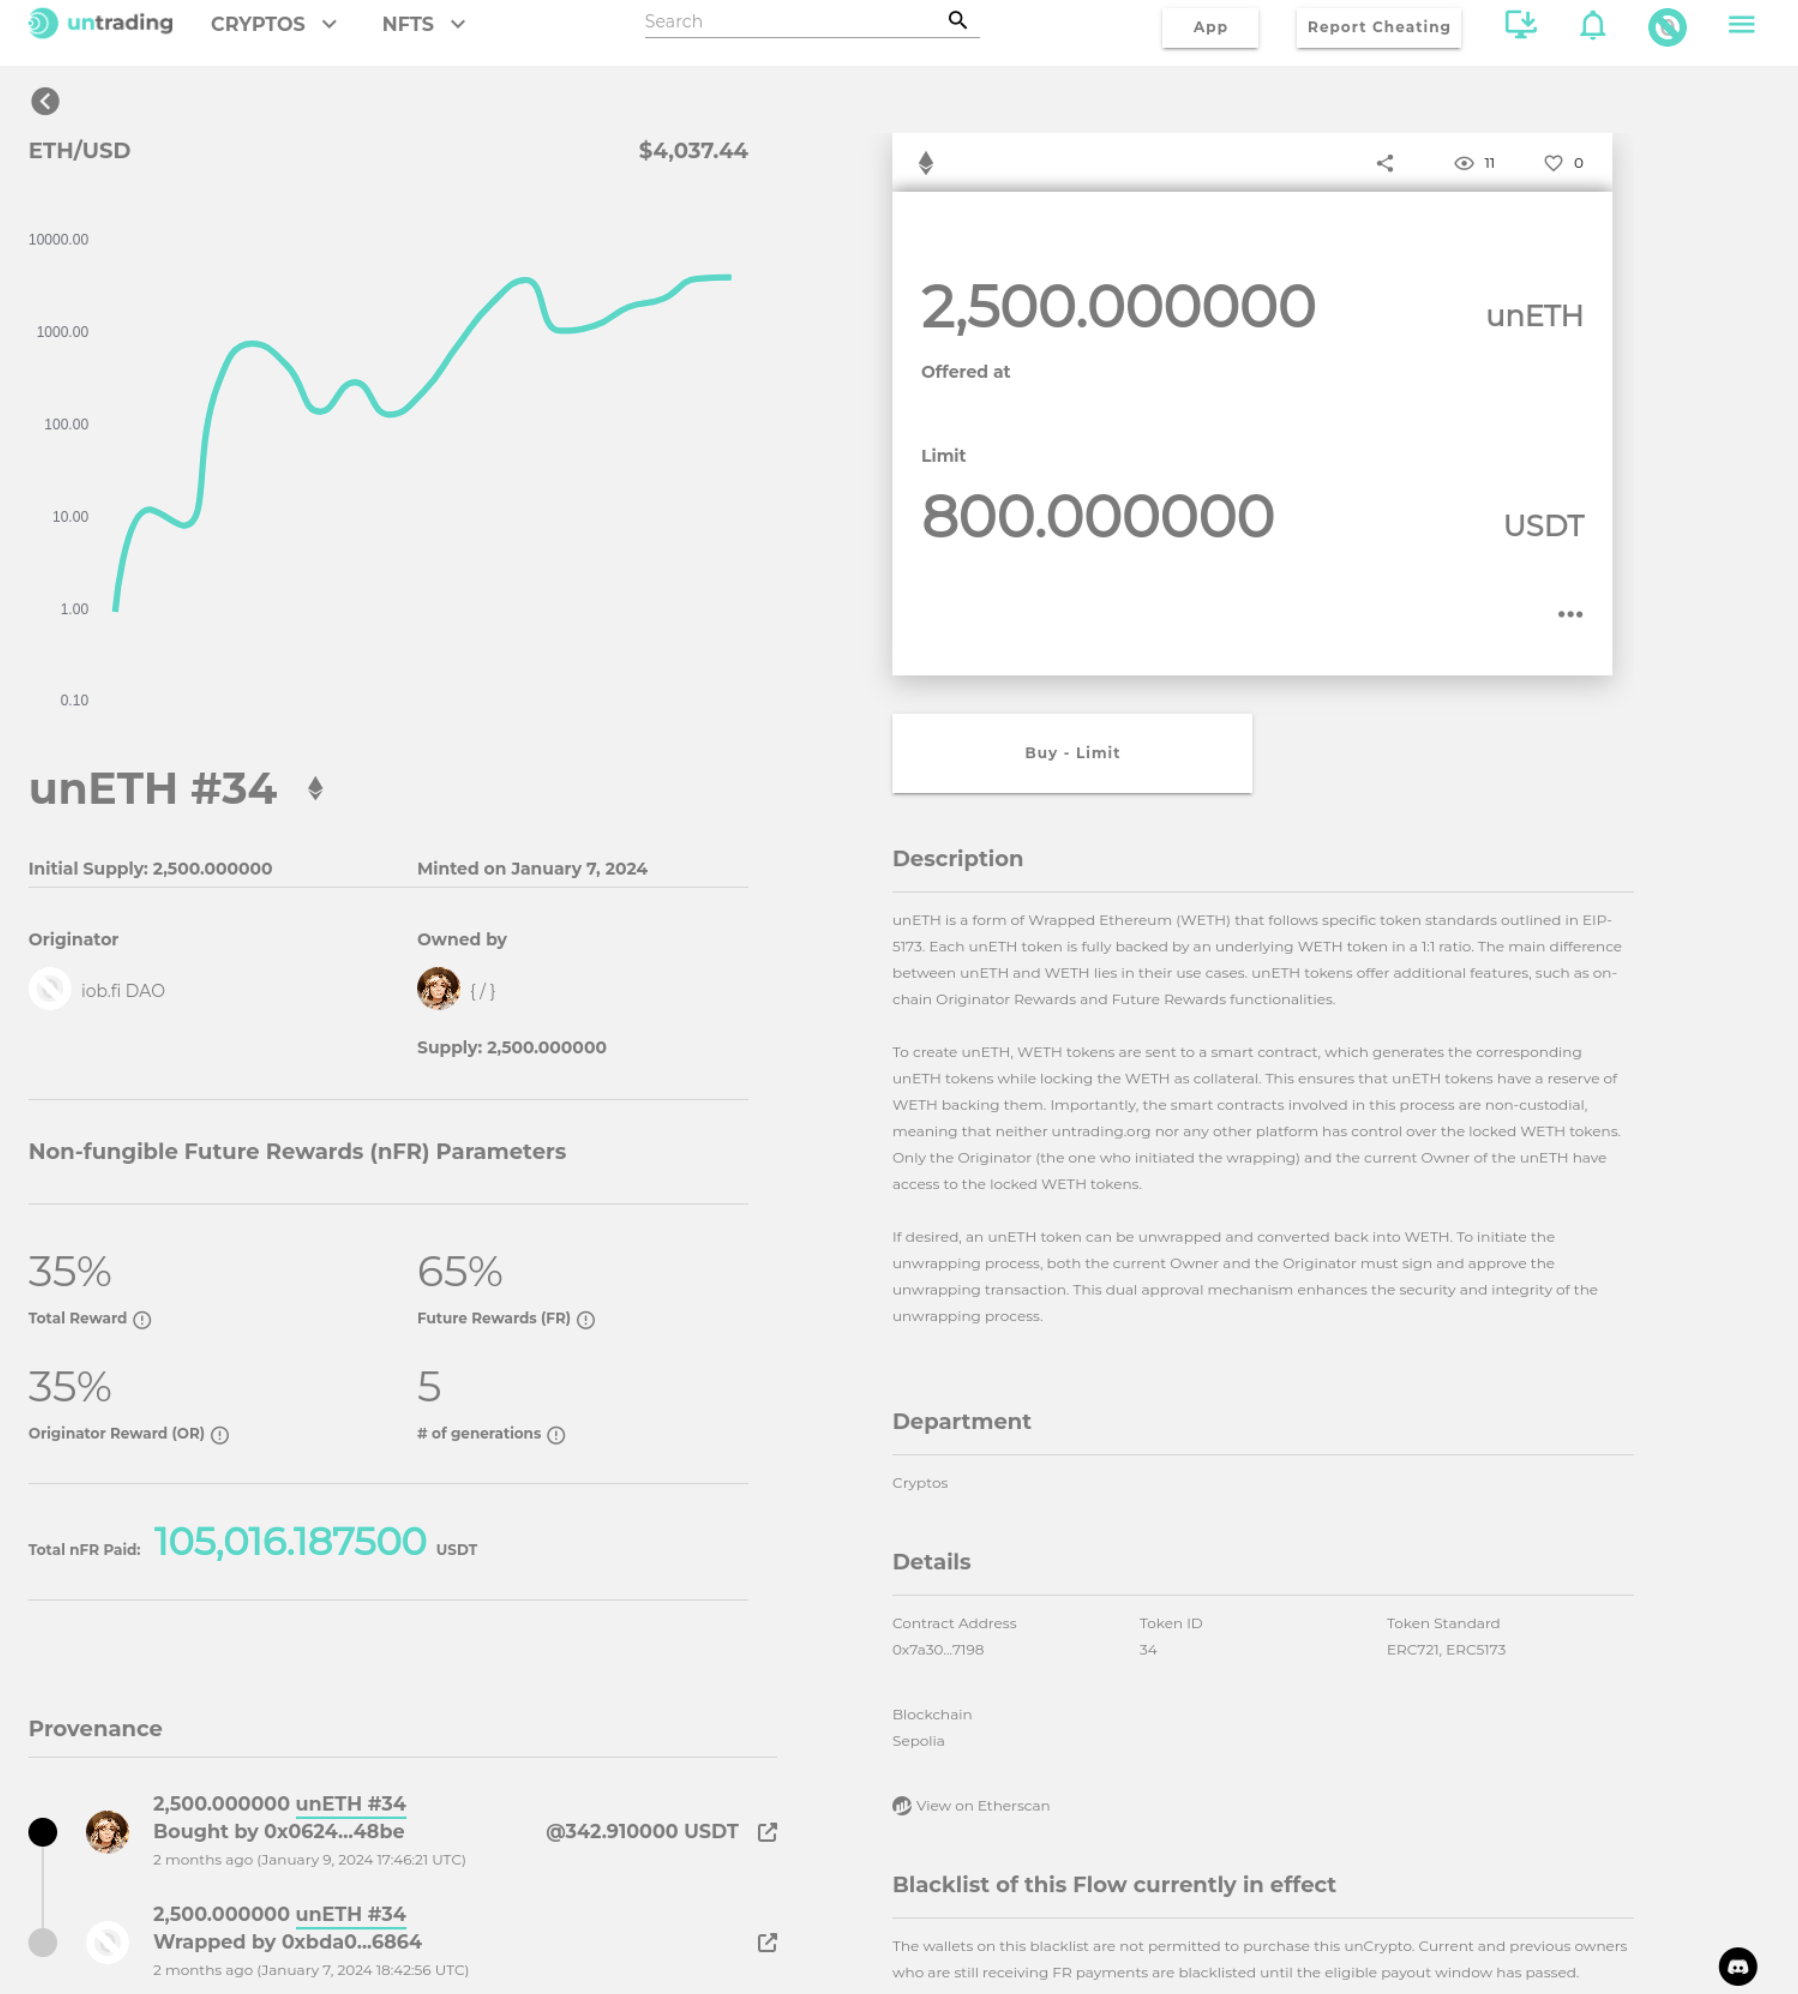 untrading
CRYPTOS
NFTS
Search
App
Report Cheating
ETH/USD
$4,037.44
10000.00
1000.00
100.00
10.00
1.00
0.10
unETH #34
Initial Supply: 2,500.000000
Minted on January 7, 2024
Originator
iob.fi DAO
Owned by
{ / }
Supply: 2,500.000000
Non-fungible Future Rewards (nFR) Parameters
35%
Total Reward
65%
Future Rewards (FR)
35%
Originator Reward (OR)
5
# of generations
Total nFR Paid: 105,016.187500 USDT
Provenance
2,500.000000 unETH #34
Bought by 0x0624...48be
@342.910000 USDT
2 months ago (January 9, 2024 17:46:21 UTC)
2,500.000000 unETH #34
Wrapped by 0xbda0...6864
2 months ago (January 7, 2024 18:42:56 UTC)
11
0
2,500.000000
unETH
Offered at
Limit
800.000000
USDT
Buy - Limit
Description
unETH is a form of Wrapped Ethereum (WETH) that follows specific token standards outlined in EIP-
5173. Each unETH token is fully backed by an underlying WETH token in a 1:1 ratio. The main difference
between unETH and WETH lies in their use cases. unETH tokens offer additional features, such as on-
chain Originator Rewards and Future Rewards functionalities.
To create unETH, WETH tokens are sent to a smart contract, which generates the corresponding
unETH tokens while locking the WETH as collateral. This ensures that unETH tokens have a reserve of
WETH backing them. Importantly, the smart contracts involved in this process are non-custodial,
meaning that neither untrading.org nor any other platform has control over the locked WETH tokens.
Only the Originator (the one who initiated the wrapping) and the current Owner of the unETH have
access to the locked WETH tokens.
If desired, an unETH token can be unwrapped and converted back into WETH. To initiate the
unwrapping process, both the current Owner and the Originator must sign and approve the
unwrapping transaction. This dual approval mechanism enhances the security and integrity of the
unwrapping process.
Department
Cryptos
Details
Contract Address
0x7a30...7198
Token ID
34
Token Standard
ERC721, ERC5173
Blockchain
Sepolia
View on Etherscan
Blacklist of this Flow currently in effect
The wallets on this blacklist are not permitted to purchase this unCrypto. Current and previous owners
who are still receiving FR payments are blacklisted until the eligible payout window has passed.